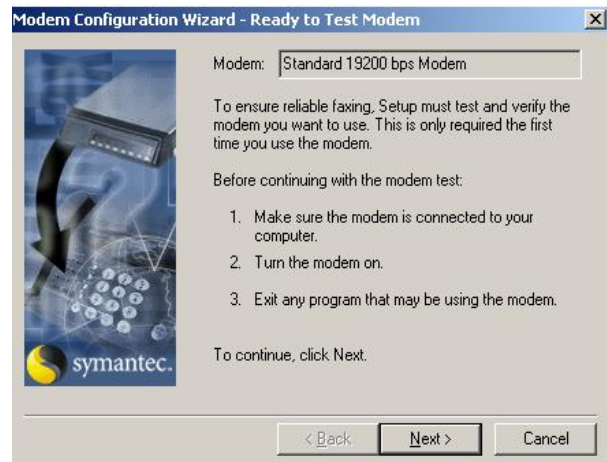 Modem Configuration Wizard - Ready to Test Modem
Modem: Standard 19200 bps Modem
To ensure reliable faxing, Setup must test and verify the
modem you want to use. This is only required the first
time you use the modem.
Before continuing with the modem test:
1. Make sure the modem is connected to your
computer.
2. Turn the modem on.
3. Exit any program that may be using the modem.
symantec.
To continue, click Next.
< Back Next > Cancel